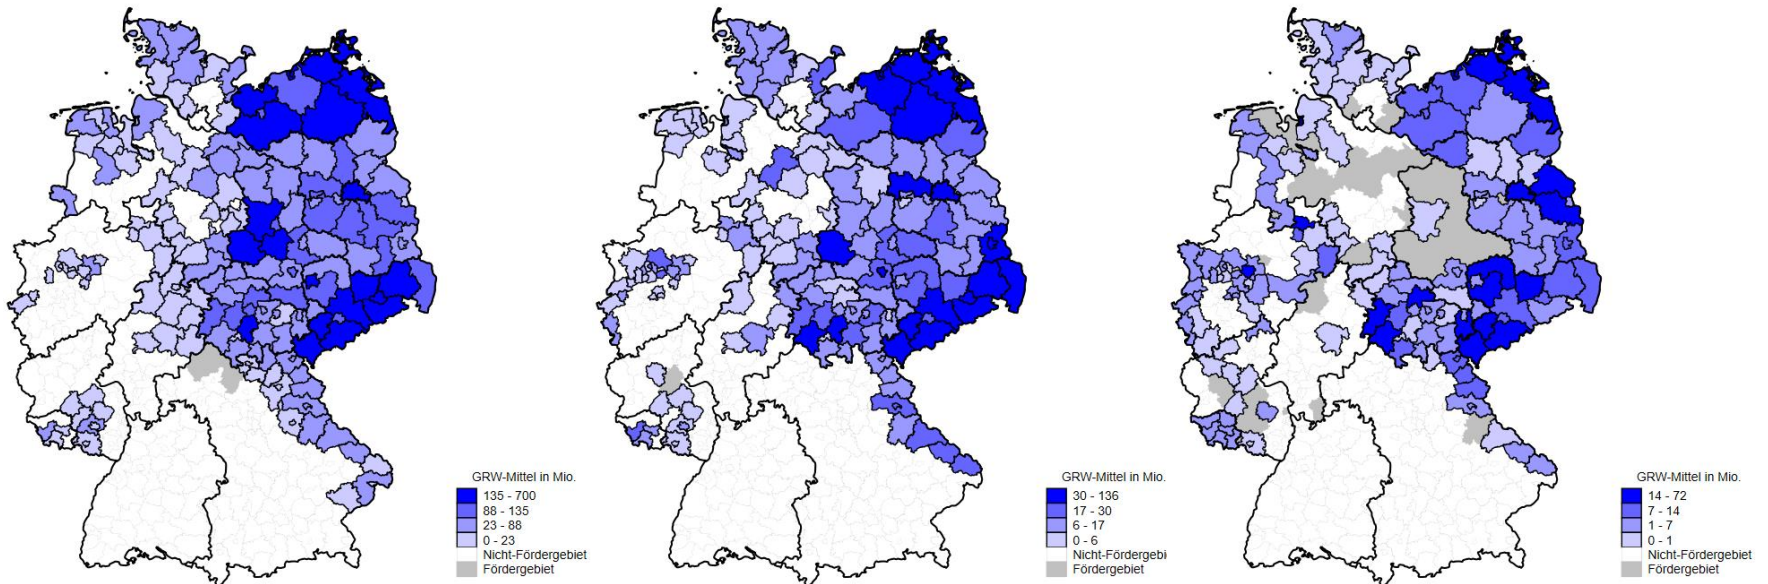 GRW-Mittel in Mio.
135 - 700
88 - 135
23 - 88
0 - 23
Nicht-Fördergebiet
Fördergebiet
GRW-Mittel in Mio.
30 - 136
17 - 30
6 - 17
0 - 6
Nicht-Fördergebi
Fördergebiet
GRW-Mittel in Mio.
14 - 72
7 - 14
1 - 7
0 - 1
Nicht-Fördergebiet
Fördergebiet